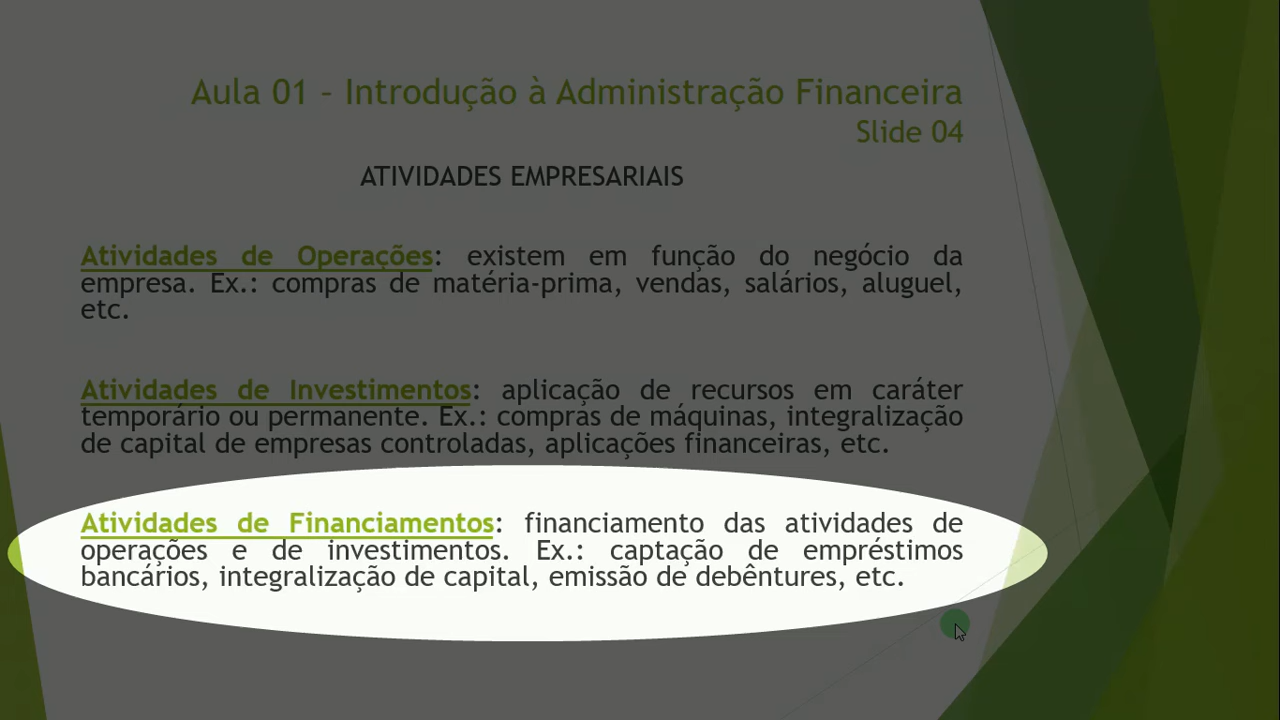 Aula 01 – Introdução à Administração Financeira
Slide 04
ATIVIDADES EMPRESARIAIS
Atividades de Operações: existem em função do negócio da
empresa. Ex.: compras de matéria-prima, vendas, salários, aluguel,
etc.
Atividades de Investimentos: aplicação de recursos em caráter
temporário ou permanente. Ex.: compras de máquinas, integralização
de capital de empresas controladas, aplicações financeiras, etc.
Atividades de Financiamentos: financiamento das atividades de
operações e de investimentos. Ex.: captação de empréstimos
bancários, integralização de capital, emissão de debêntures, etc.